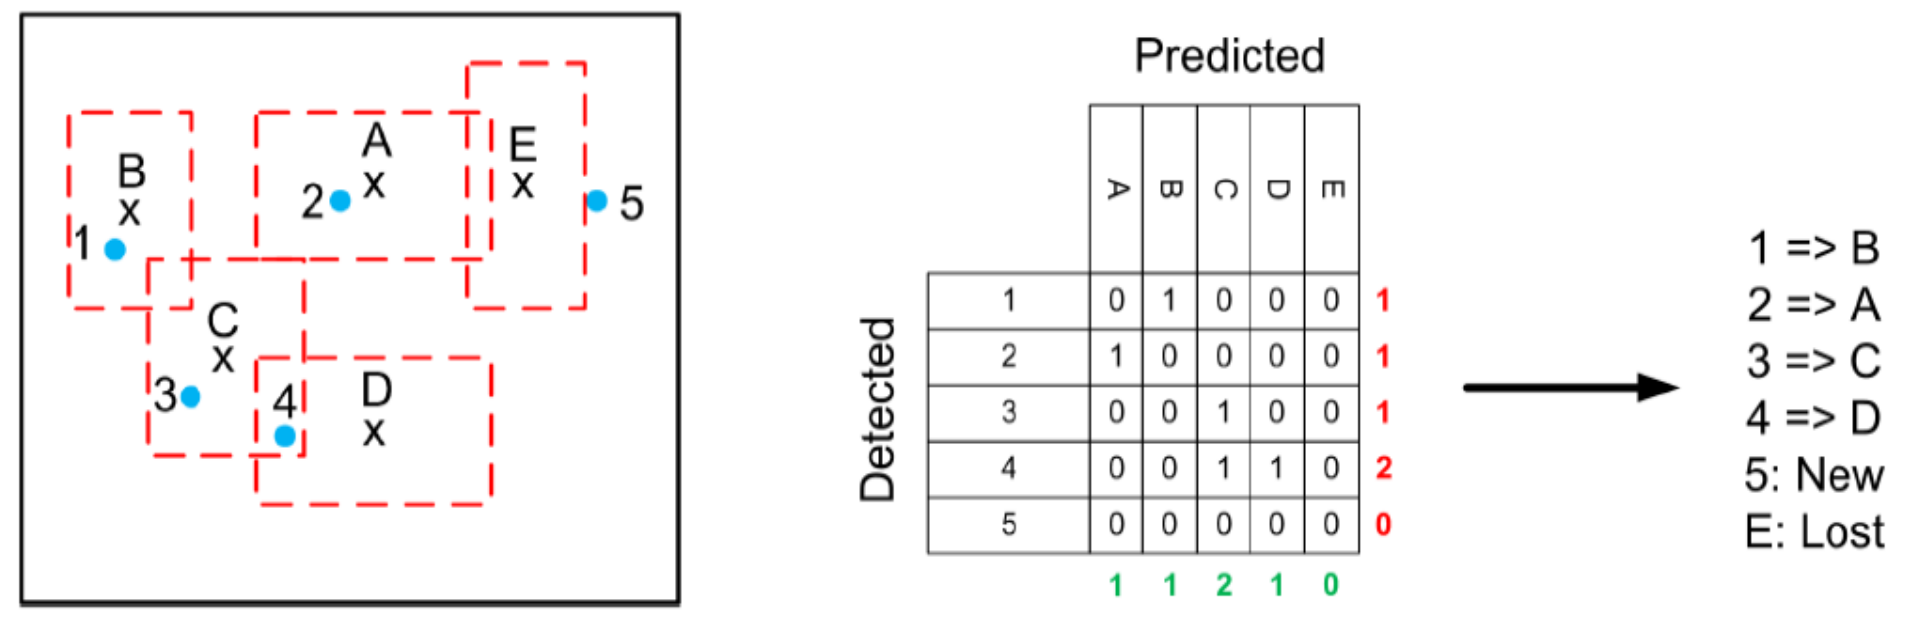 B
x
1
A
x
2
E
x
5
C
x
3
4
D
x
Predicted
A B C D E
Detected
1 0 1 0 0 0 1
2 1 0 0 0 0 1
3 0 0 1 0 0 1
4 0 0 1 1 0 2
5 0 0 0 0 0 0
1 1 2 1 0
1 => B
2 => A
3 => C
4 => D
5: New
E: Lost